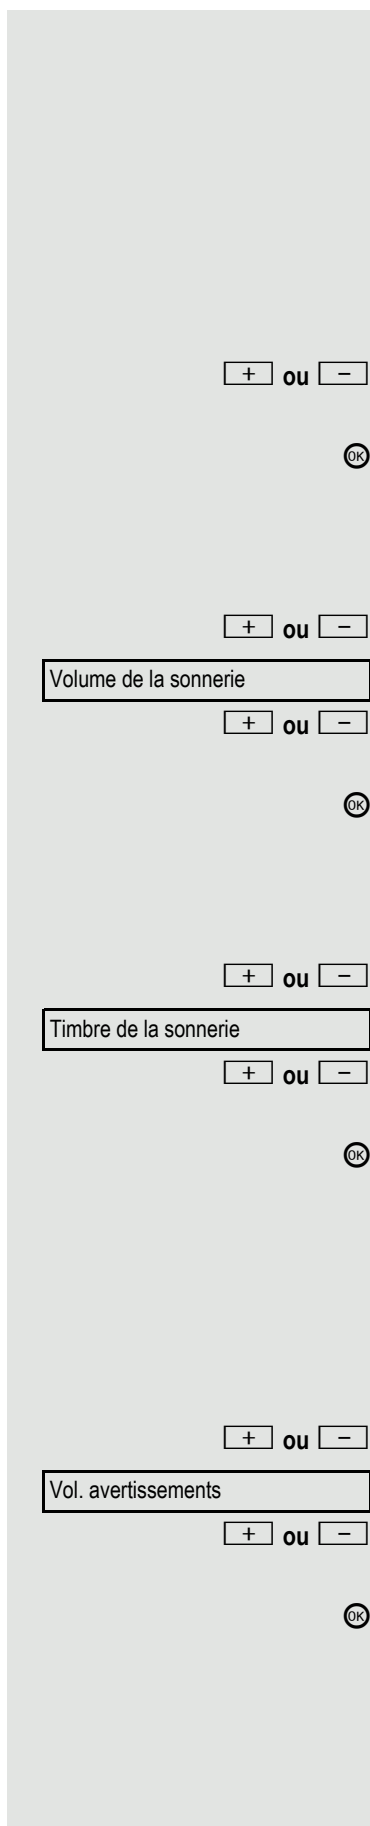 + ou −
OK
+ ou −
Volume de la sonnerie
+ ou −
OK
+ ou −
Timbre de la sonnerie
+ ou −
OK
+ ou −
Vol. avertissements
+ ou −
OK